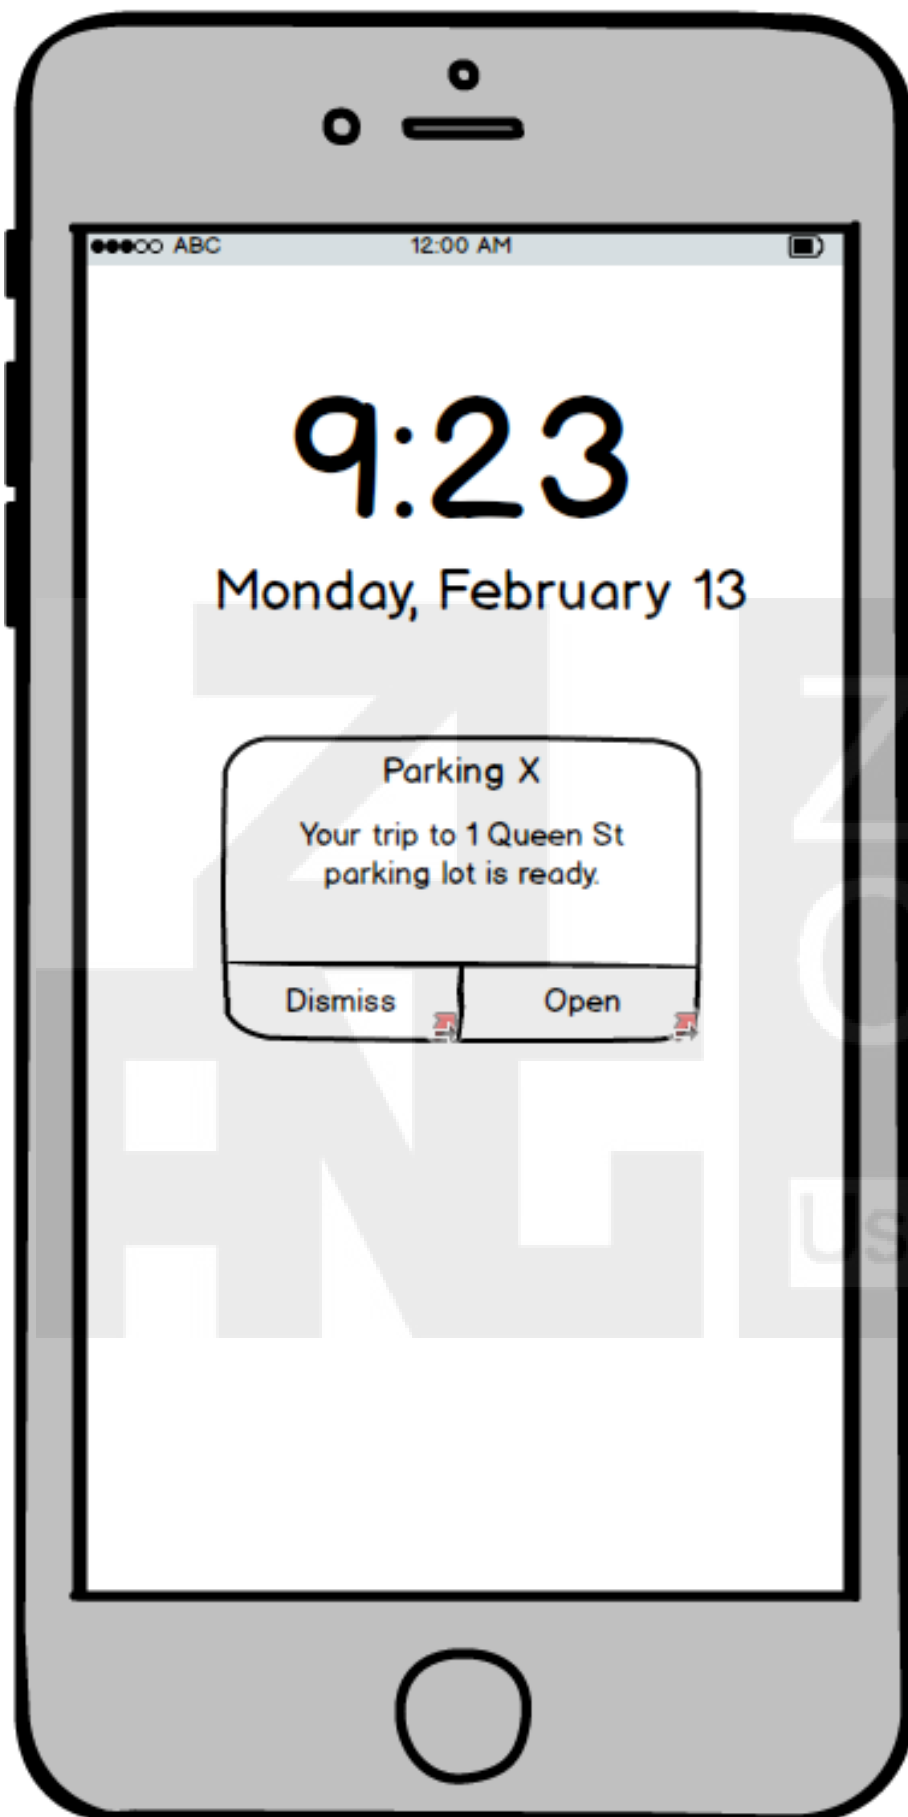 ABC 12:00 AM
9:23
Monday, February 13
Parking X
Your trip to 1 Queen St
parking lot is ready.
Dismiss Open
Us